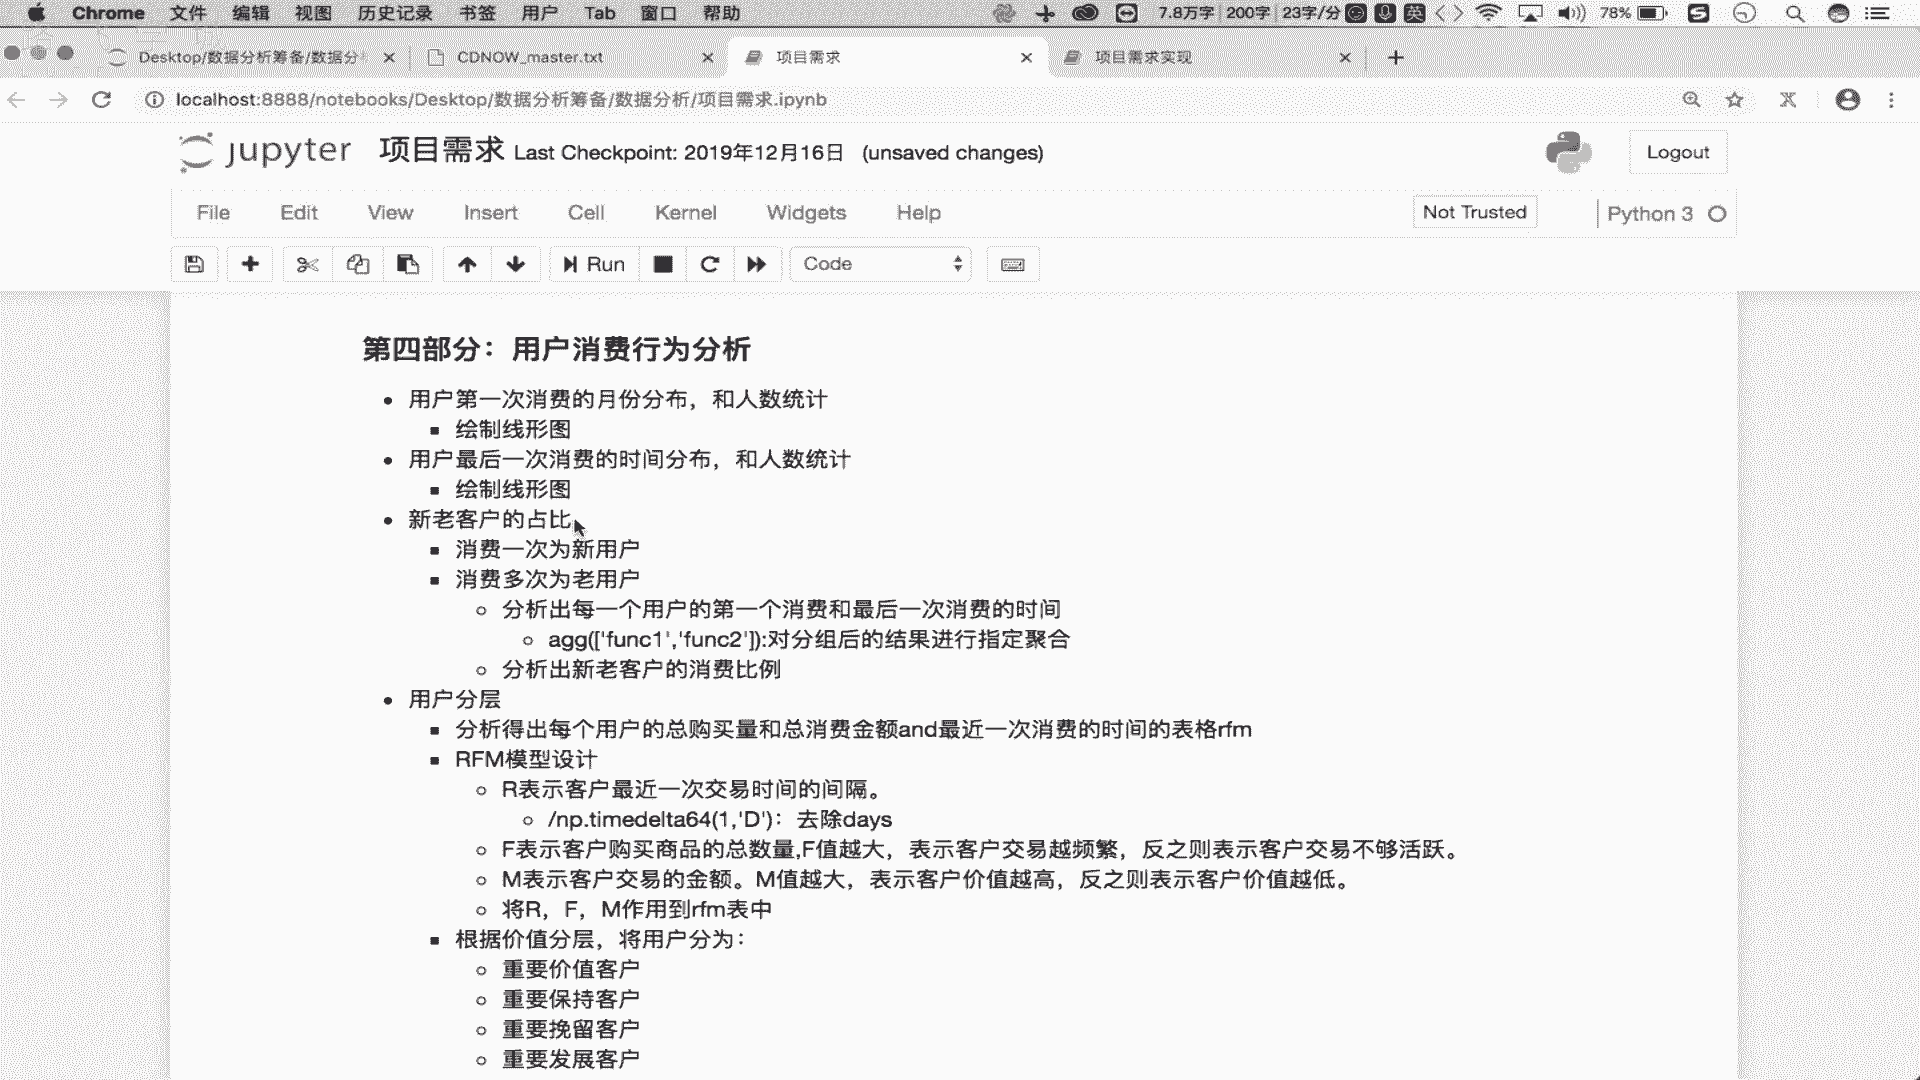 Chrome 文件 编辑 视图 历史记录 书签 用户 Tab 窗口 帮助 7.8万字 200字 23字/分 英 78%
Desktop/数据分析筹备/数据分 CDNOW_master.txt 项目需求 项目需求实现
localhost:8888/notebooks/Desktop/数据分析筹备/数据分析/项目需求.ipynb
jupyter 项目需求 Last Checkpoint: 2019年12月16日 (unsaved changes) Logout
File Edit View Insert Cell Kernel Widgets Help Not Trusted Python 3
Run Code
第四部分：用户消费行为分析
用户第一次消费的月份分布，和人数统计
绘制线形图
用户最后一次消费的时间分布，和人数统计
绘制线形图
新老客户的占比
消费一次为新用户
消费多次为老用户
分析出每一个用户的第一个消费和最后一次消费的时间
agg(['func1','func2']):对分组后的结果进行指定聚合
分析出新老客户的消费比例
用户分层
分析得出每个用户的总购买量和总消费金额and最近一次消费的时间的表格rfm
RFM模型设计
R表示客户最近一次交易时间的间隔。
/np.timedelta64(1,'D')：去除days
F表示客户购买商品的总数量,F值越大，表示客户交易越频繁，反之则表示客户交易不够活跃。
M表示客户交易的金额。M值越大，表示客户价值越高，反之则表示客户价值越低。
将R，F，M作用到rfm表中
根据价值分层，将用户分为：
重要价值客户
重要保持客户
重要挽留客户
重要发展客户